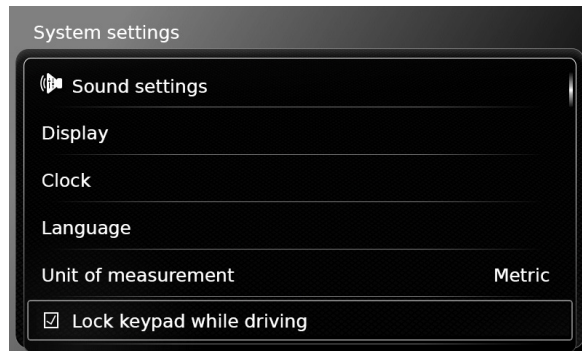 System settings
Sound settings
Display
Clock
Language
Unit of measurement Metric
Lock keypad while driving